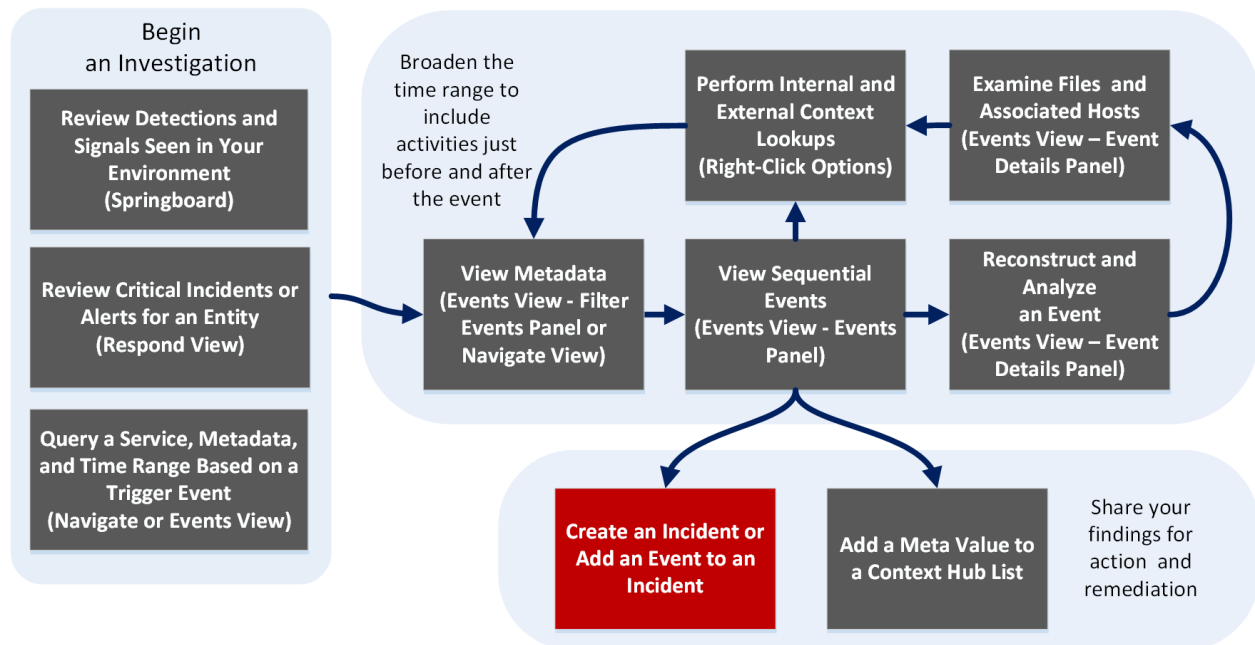 Begin
an Investigation
Review Detections and
Signals Seen in Your
Environment
(Springboard)
Review Critical Incidents or
Alerts for an Entity
(Respond View)
Query a Service, Metadata,
and Time Range Based on a
Trigger Event
(Navigate or Events View)
Broaden the
time range to
include
activities just
before and after
the event
Perform Internal and
External Context
Lookups
(Right-Click Options)
Examine Files and
Associated Hosts
(Events View – Event
Details Panel)
View Metadata
(Events View - Filter
Events Panel or
Navigate View)
View Sequential
Events
(Events View - Events
Panel)
Reconstruct and
Analyze
an Event
(Events View – Event
Details Panel)
Create an Incident or
Add an Event to an
Incident
Add a Meta Value to
a Context Hub List
Share your
findings for
action and
remediation